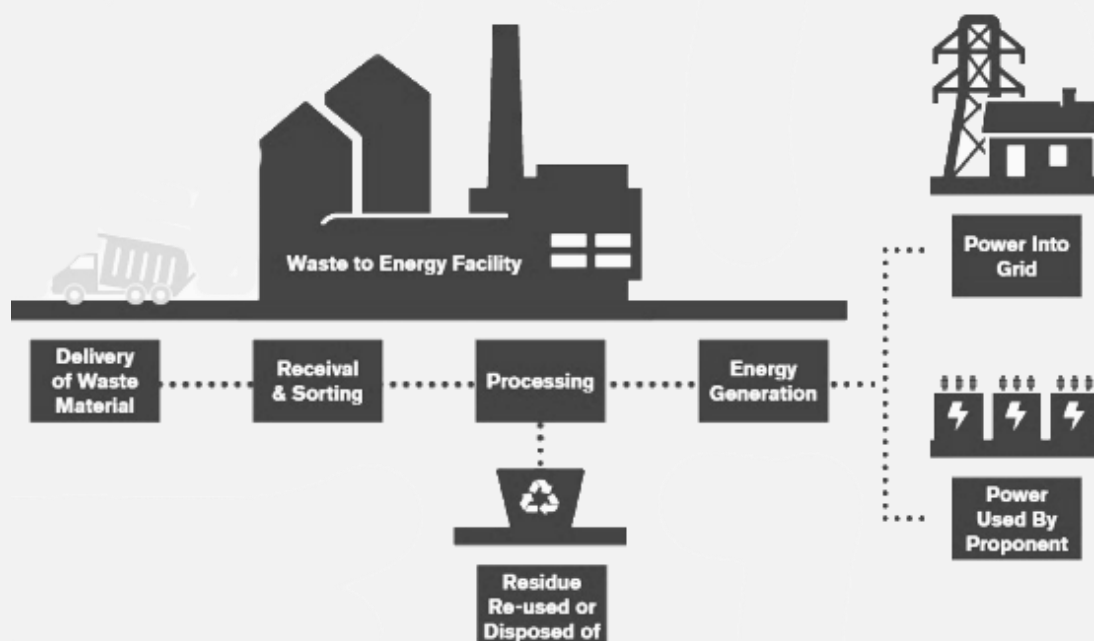 Waste to Energy Facility
Power Into
Grid
Delivery
of Waste
Material
Receival
& Sorting
Processing
Energy
Generation
Power
Used By
Proponent
Residue
Re-used or
Disposed of